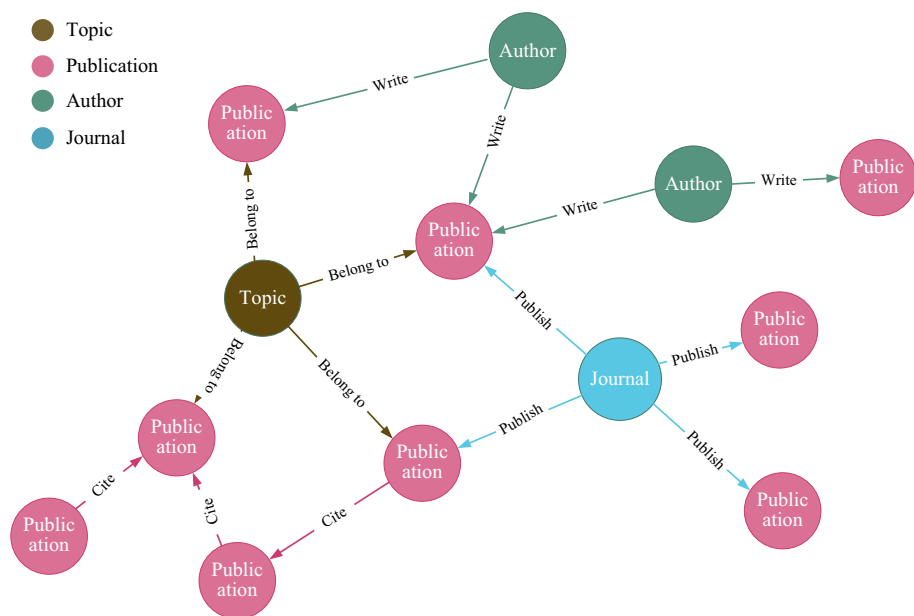 Topic
Publication
Author
Journal
Author
Write
Public
ation
Write
Author
Write
Public
ation
Write
Belong to
Public
ation
Belong to
Topic
Publish
Public
ation
Belong to
Publish
Journal
Belong to
Publish
Public
ation
Public
ation
Publish
Cite
Public
ation
Cite
Cite
Public
ation
Public
ation